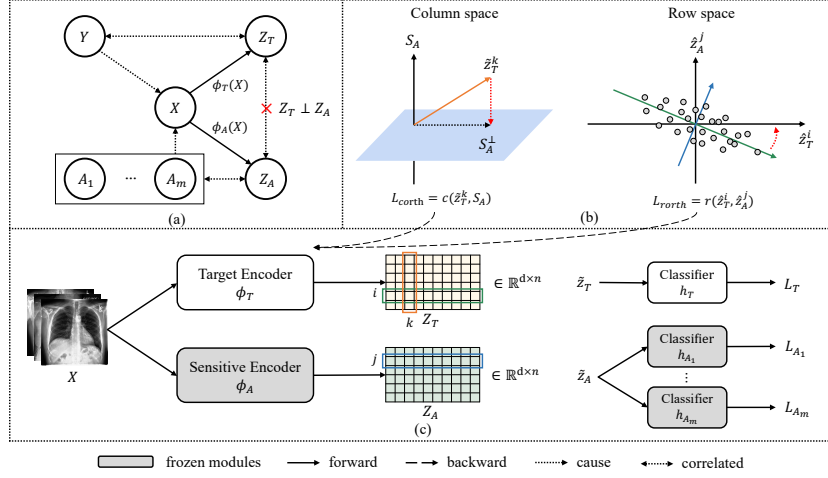 Y
Z_T
ϕ_T(X)
X
Z_T ⊥ Z_A
ϕ_A(X)
A_1 ... A_m
Z_A
(a)
Column space
S_A
z̃_T^k
S_A^⊥
L_corth = c(z̃_T^k, S_A)
Row space
ẑ_A^j
ẑ_T^i
L_rorth = r(ẑ_T^i, ẑ_A^j)
(b)
Target Encoder
ϕ_T
i
k
Z_T
∈ ℝ^{d×n}
X
Sensitive Encoder
ϕ_A
j
Z_A
∈ ℝ^{d×n}
z̃_T
Classifier
h_T
L_T
z̃_A
Classifier
h_{A_1}
L_{A_1}
⋮
Classifier
h_{A_m}
L_{A_m}
(c)
frozen modules forward backward cause correlated